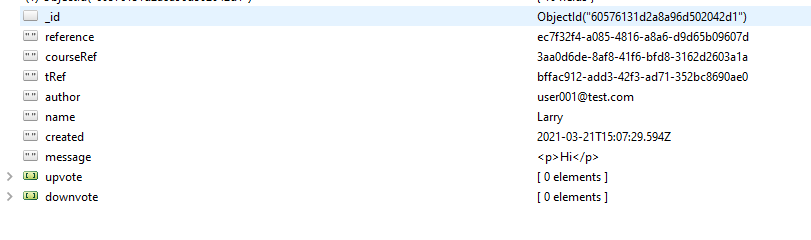 _id ObjectId("60576131d2a8a96d502042d1")
reference ec7f32f4-a085-4816-a8a6-d9d65b09607d
courseRef 3aa0d6de-8af8-41f6-bfd8-3162d2603a1a
tRef bffac912-add3-42f3-ad71-352bc8690ae0
author user001@test.com
name Larry
created 2021-03-21T15:07:29.594Z
message <p>Hi</p>
upvote [ 0 elements ]
downvote [ 0 elements ]